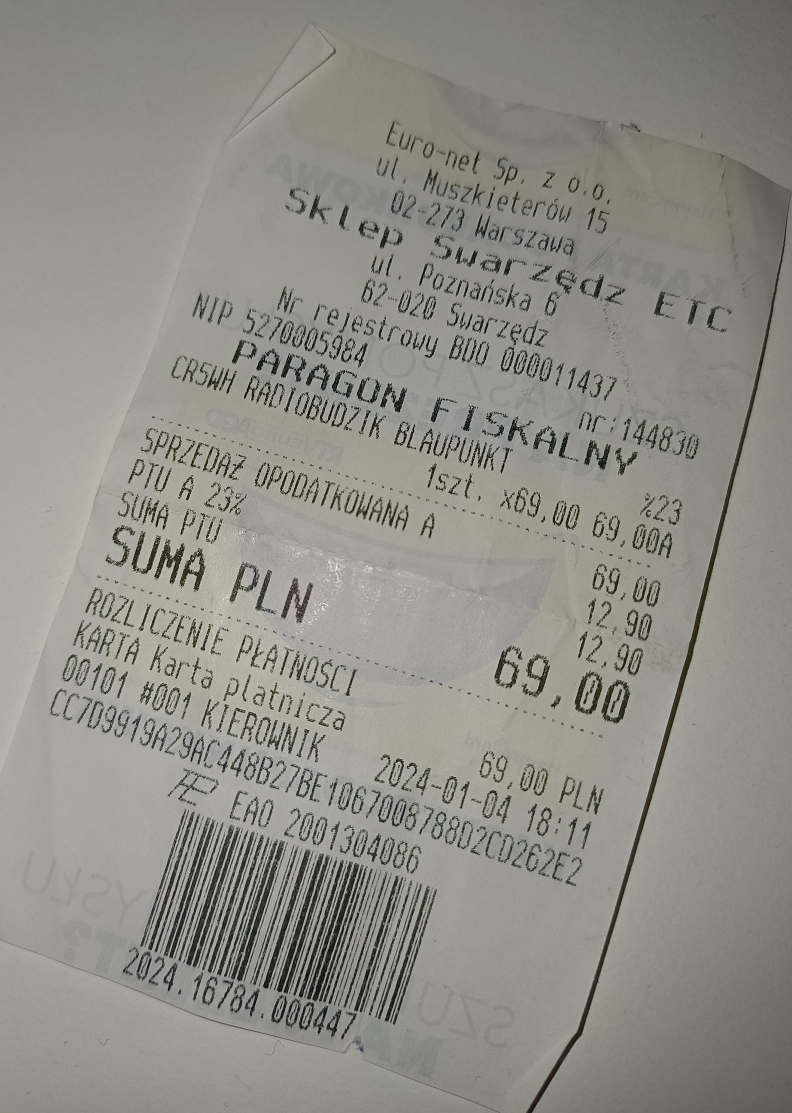 Euro-net Sp. z o.o.
ul. Muszkieterów 15
02-273 Warszawa
Sklep Swarzędz ETC
ul. Poznańska 6
62-020 Swarzędz
Nr rejestrowy BDO 000011437
NIP 5270005984 nr:144830
PARAGON FISKALNY
CR5WH RADIOBUDZIK BLAUPUNKT %23
1szt. x69,00 69,00A
SPRZEDAŻ OPODATKOWANA A 69,00
PTU A 23% 12,90
SUMA PTU 12,90
SUMA PLN 69,00
ROZLICZENIE PŁATNOŚCI
KARTA Karta płatnicza 69,00 PLN
00101 #001 KIEROWNIK 2024-01-04 18:11
CC7D9919A29AC448B27BE1067008788D2CD262E2
EAO 2001304086
2024.16784.000447